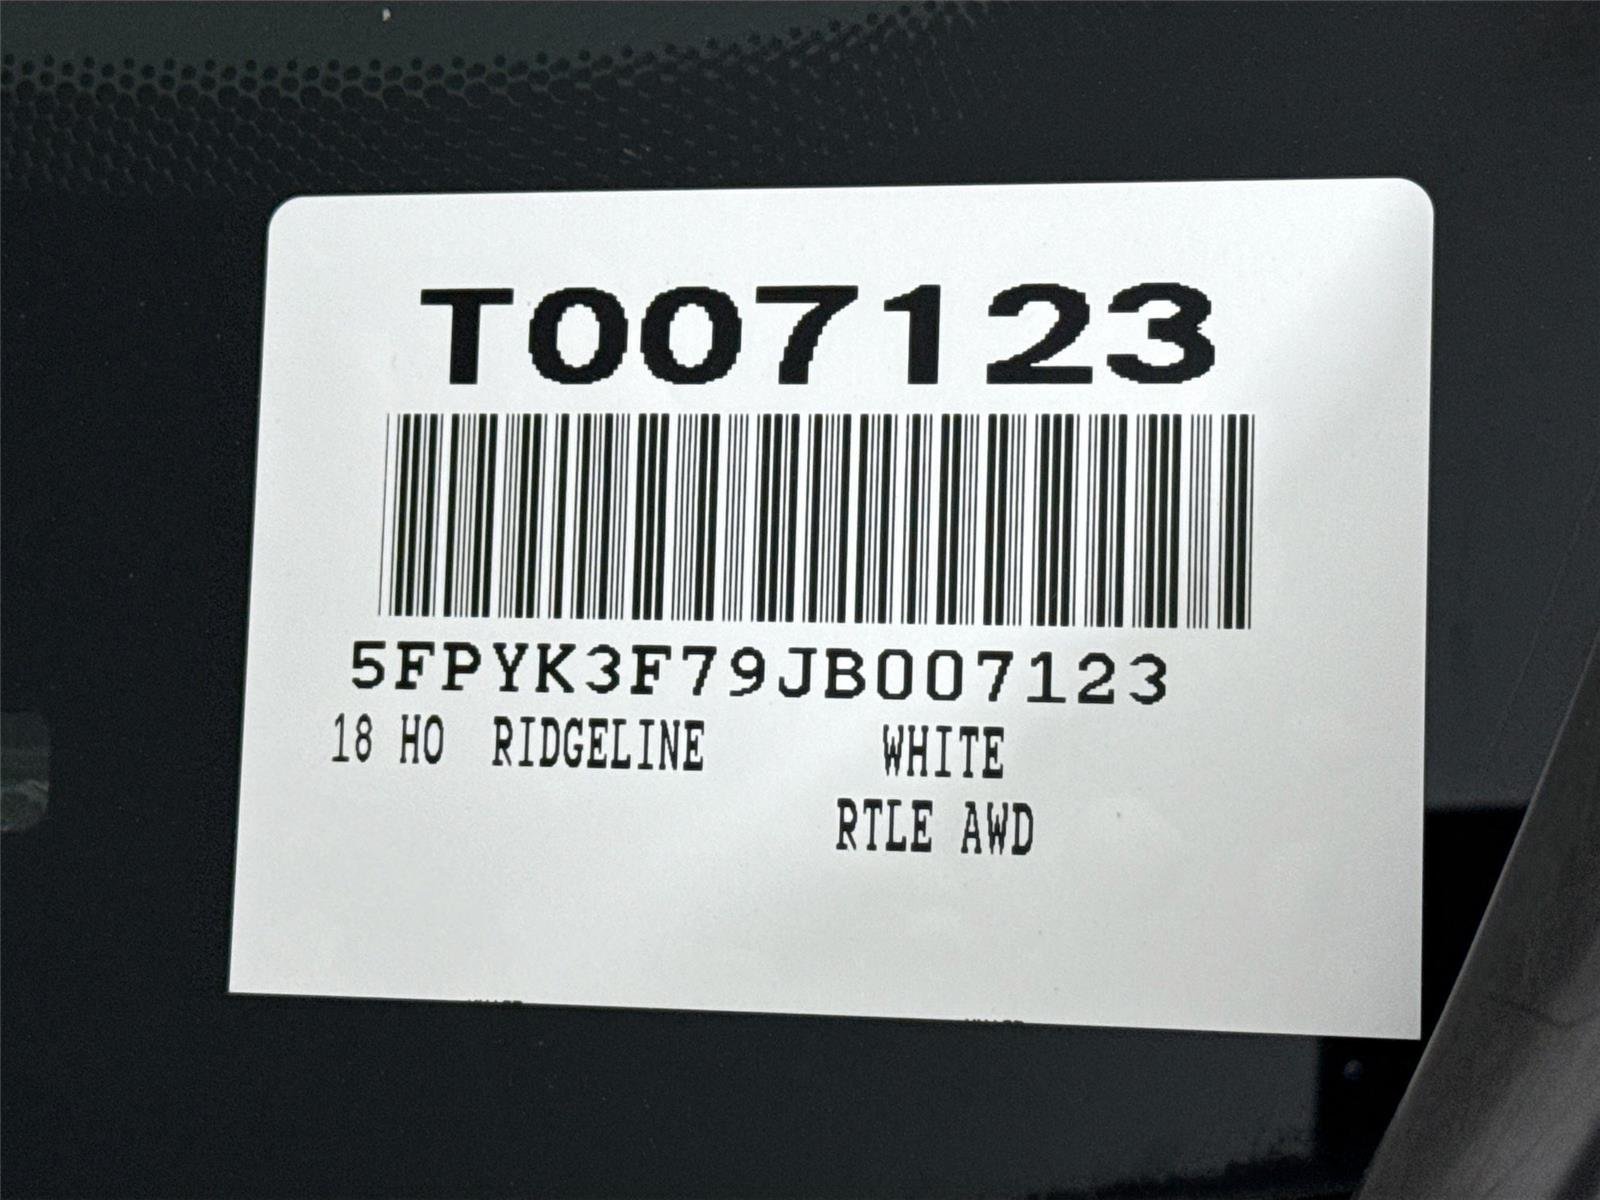 T007123
5FPYK3F79JB007123
18 HO RIDGELINE WHITE
RTLE AWD